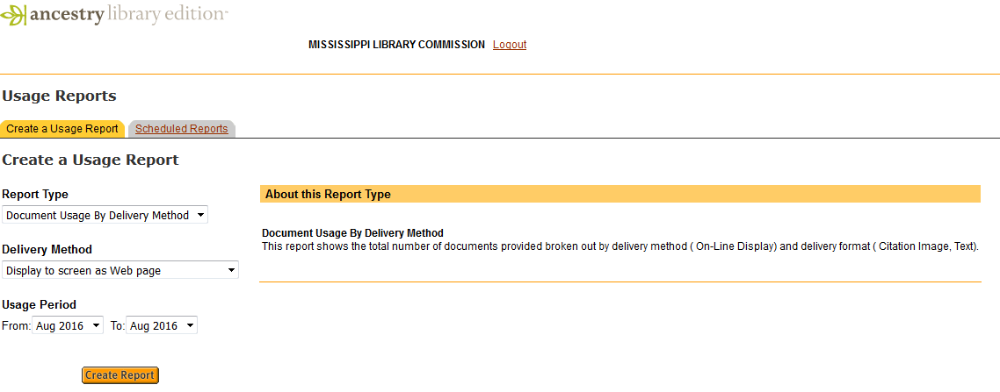 ancestry library edition
MISSISSIPPI LIBRARY COMMISSION Logout
Usage Reports
Create a Usage Report Scheduled Reports
Create a Usage Report
Report Type
Document Usage By Delivery Method
Delivery Method
Display to screen as Web page
Usage Period
From: Aug 2016 To: Aug 2016
Create Report
About this Report Type
Document Usage By Delivery Method
This report shows the total number of documents provided broken out by delivery method ( On-Line Display) and delivery format ( Citation Image, Text).